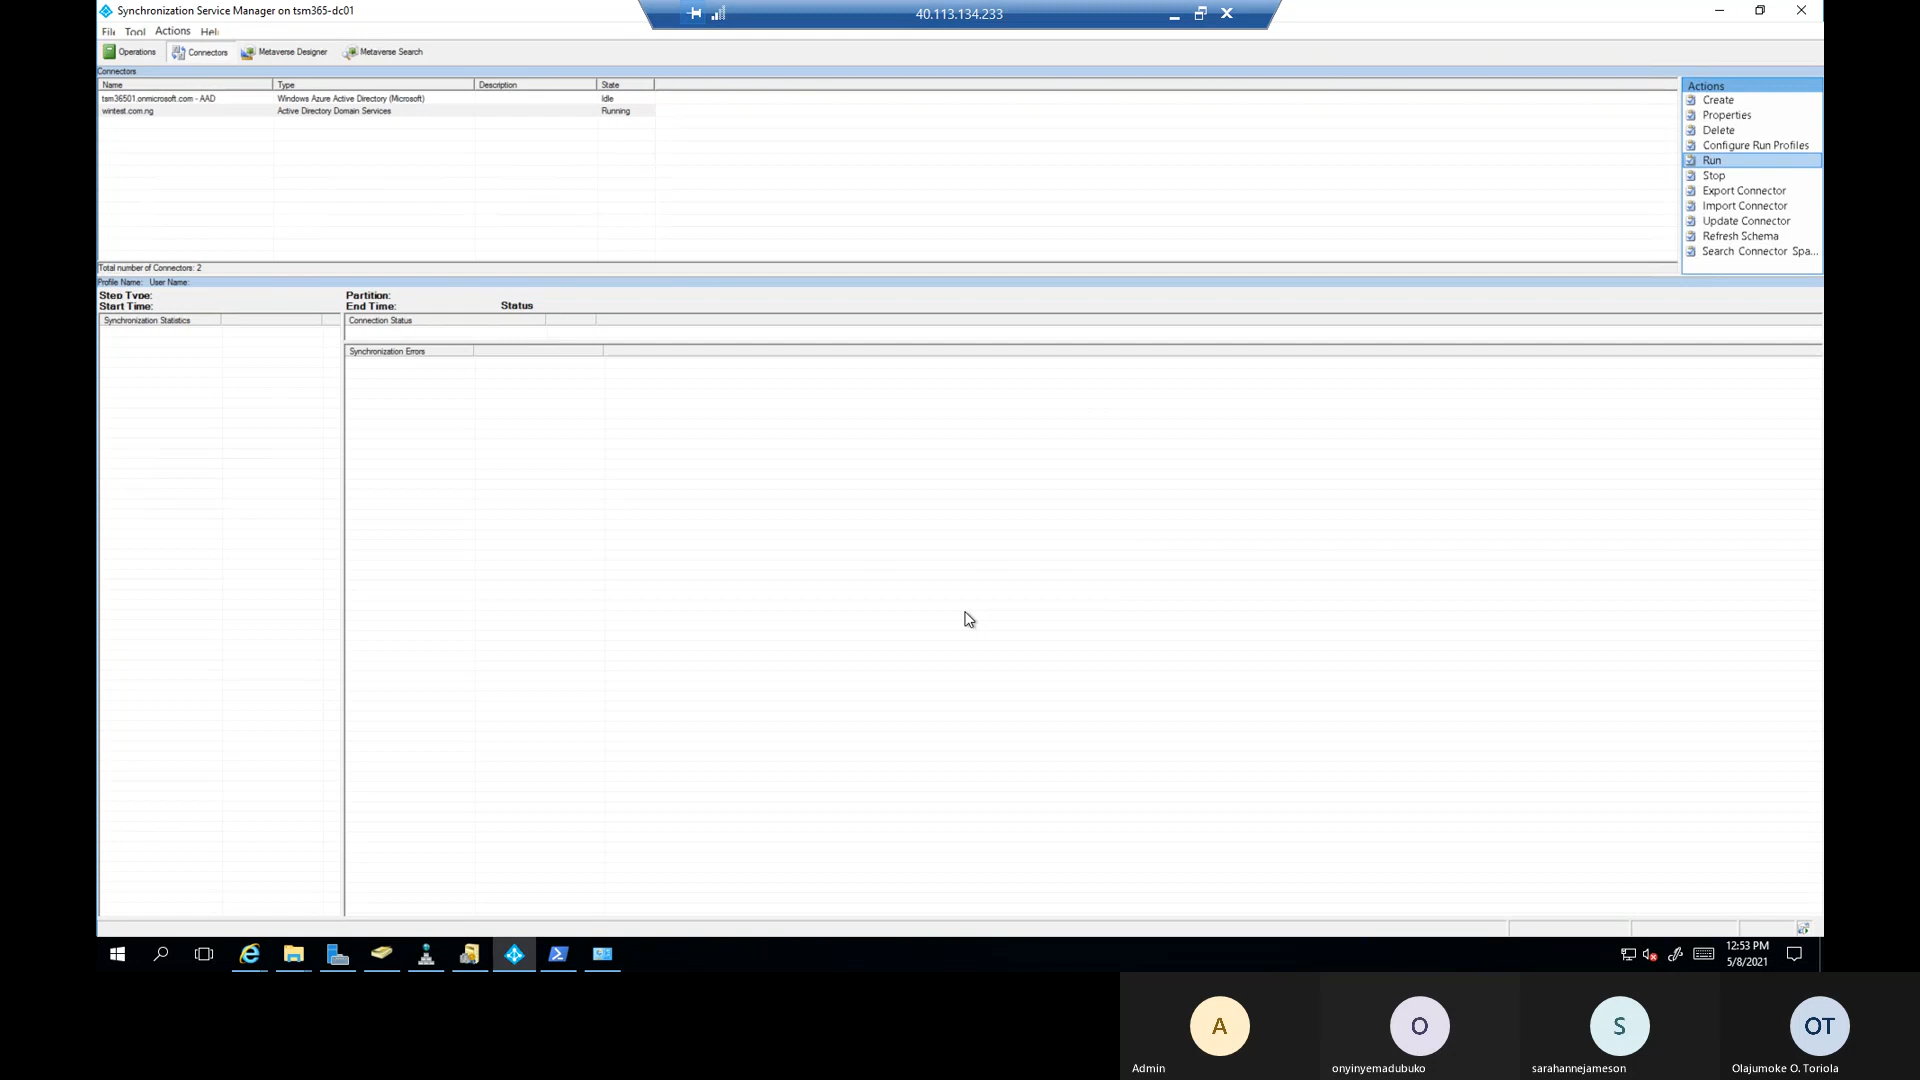 Synchronization Service Manager on tsm365-dc01
40.113.134.233
File Tool Actions Help
Operations Connectors Metaverse Designer Metaverse Search
Connectors
Name Type Description State
tsm36501.onmicrosoft.com - AAD Windows Azure Active Directory (Microsoft) Idle
wintest.com.ng Active Directory Domain Services Running
Total number of Connectors: 2
Actions
Create
Properties
Delete
Configure Run Profiles
Run
Stop
Export Connector
Import Connector
Update Connector
Refresh Schema
Search Connector Spa...
Profile Name: User Name:
Step Type: Partition:
Start Time: End Time: Status
Synchronization Statistics Connection Status
Synchronization Errors
12:53 PM
5/8/2021
A O S OT
Admin onyinyemadubuko sarahannejameson Olajumoke O. Toriola